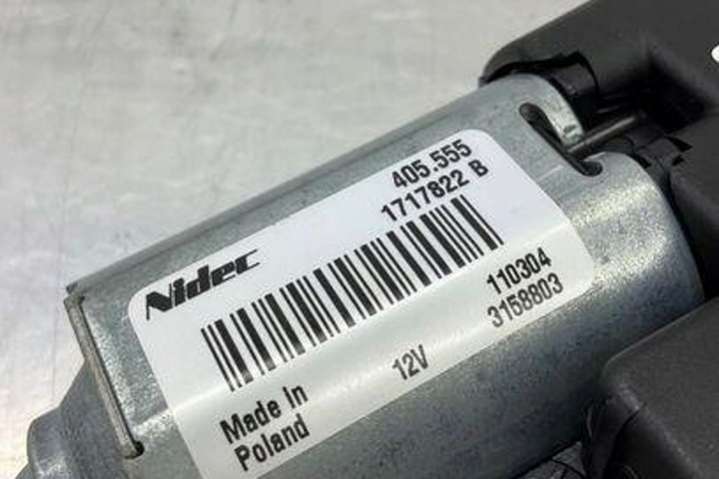 405.555
1717822 B
Nidec
110304
3158803
12V
Made In
Poland